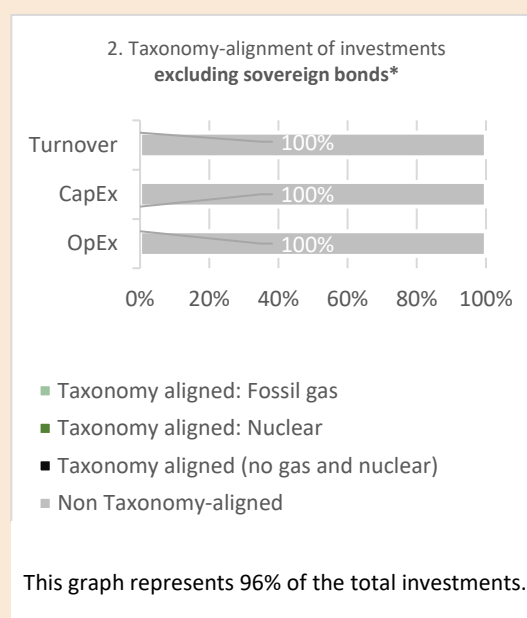 2. Taxonomy-alignment of investments
excluding sovereign bonds*
Turnover
100%
CapEx
100%
OpEx
100%
0% 20% 40% 60% 80% 100%
Taxonomy aligned: Fossil gas
Taxonomy aligned: Nuclear
Taxonomy aligned (no gas and nuclear)
Non Taxonomy-aligned
This graph represents 96% of the total investments.